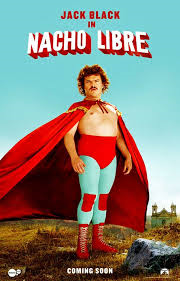 JACK BLACK
IN
NACHO LIBRE
COMING SOON